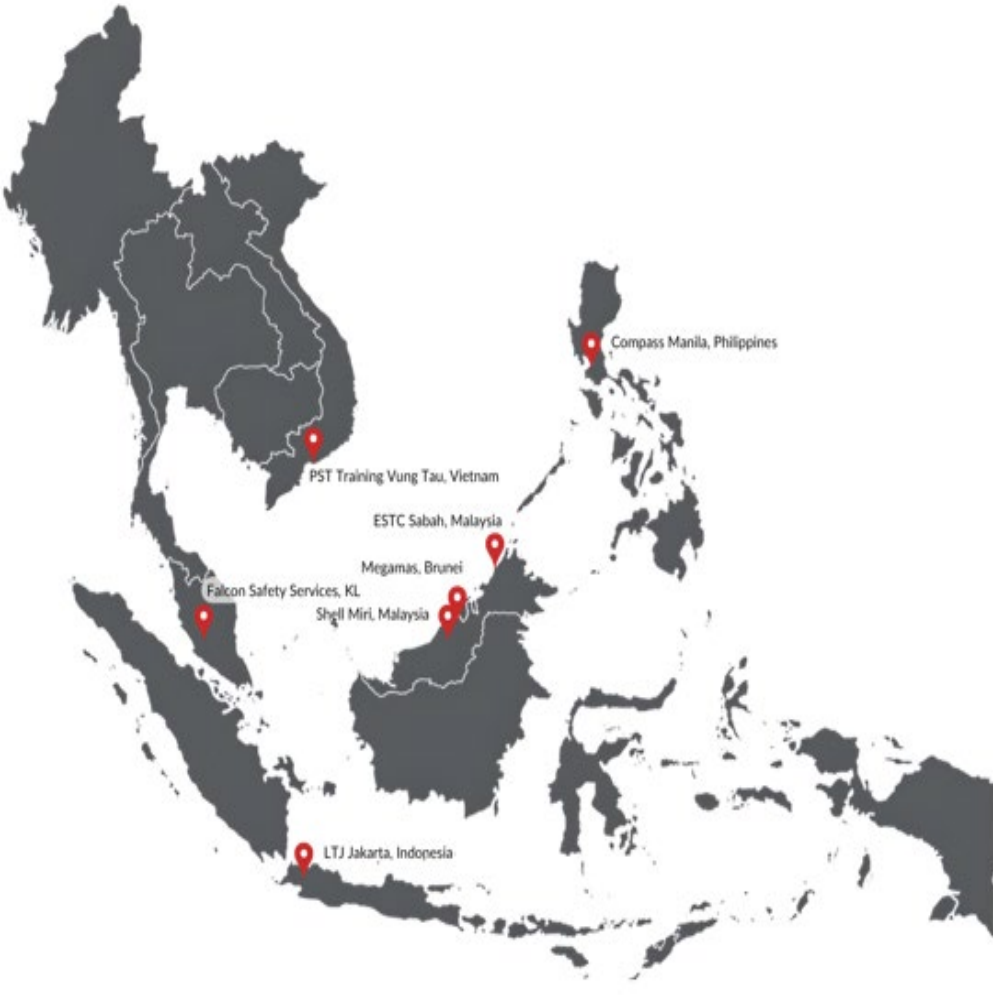 Compass Manila, Philippines
PST Training Vung Tau, Vietnam
ESTC Sabah, Malaysia
Megamas, Brunei
Falcon Safety Services, KL
Shell Miri, Malaysia
LTJ Jakarta, Indonesia